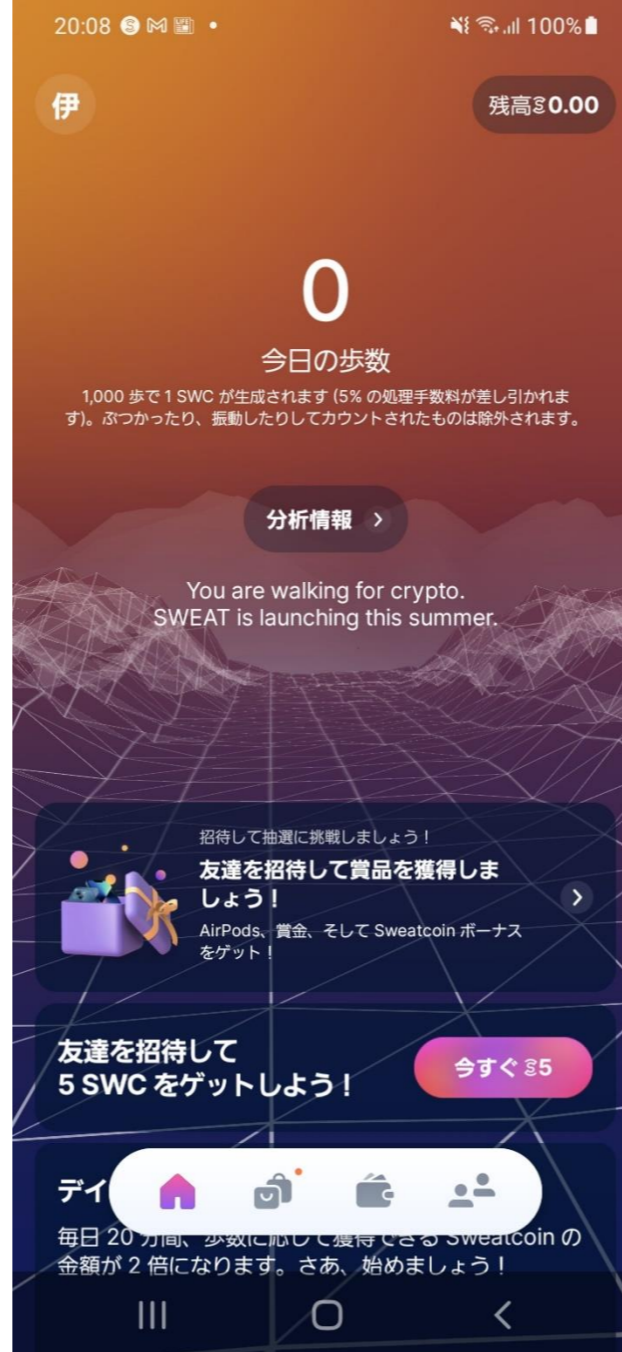 20:08
100%
伊
残高 0.00
0
今日の歩数
1,000 歩で 1 SWC が生成されます (5% の処理手数料が差し引かれま
す)。ぶつかったり、振動したりしてカウントされたものは除外されます。
分析情報
You are walking for crypto.
SWEAT is launching this summer.
招待して抽選に挑戦しましょう！
友達を招待して賞品を獲得しま
しょう！
AirPods、賞金、そして Sweatcoin ボーナス
をゲット！
友達を招待して
5 SWC をゲットしよう！
今すぐ 5
デイ
毎日 20 分間、歩数に応じて獲得できる Sweatcoin の
金額が 2 倍になります。さあ、始めましょう！